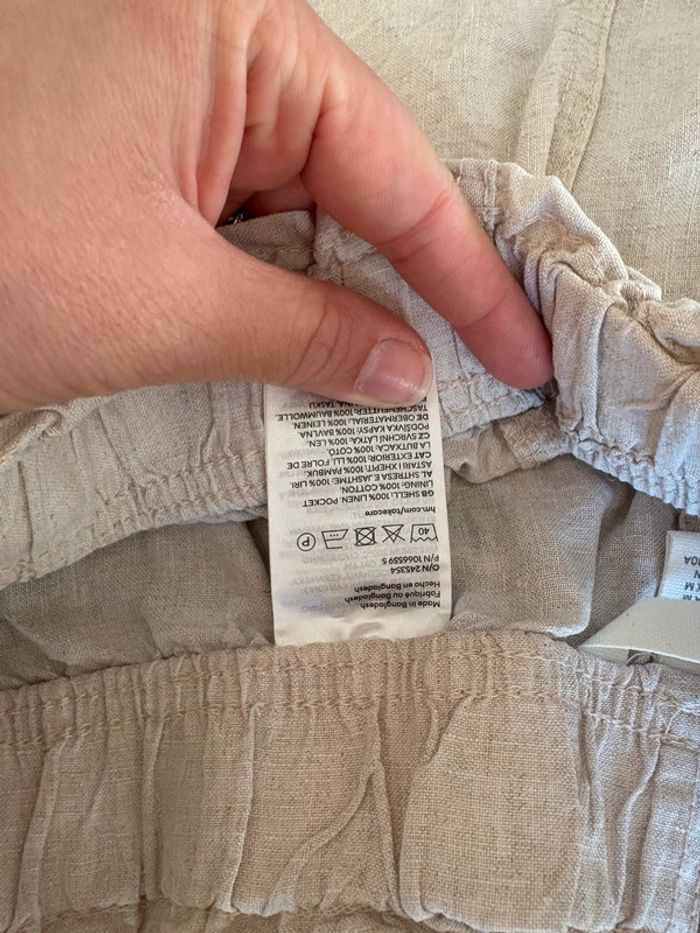 Made in Bangladesh
Fabriqué au Bangladesh
Hecho en Bangladesh
O/N 245354
P/N 1066559 5
40
P
hm.com/takecare
GB SHELL: 100% LINEN. POCKET
LINING: 100% COTTON.
AL SHTRESA E JASHTME: 100% LIRI.
ASTARI I XHEPIT: 100% PAMBUK.
CAT EXTERIOR: 100% LLI. FOLRE DE
LA BUTXACA: 100% COTÓ.
CZ SVRCHNÍ LÁTKA: 100% LEN.
PODŠÍVKA KAPSY: 100% BAVLNA
DE OBERMATERIAL: 100% LEINEN.
TASCHENFUTTER: 100% BAUMWOLLE.
TASKU